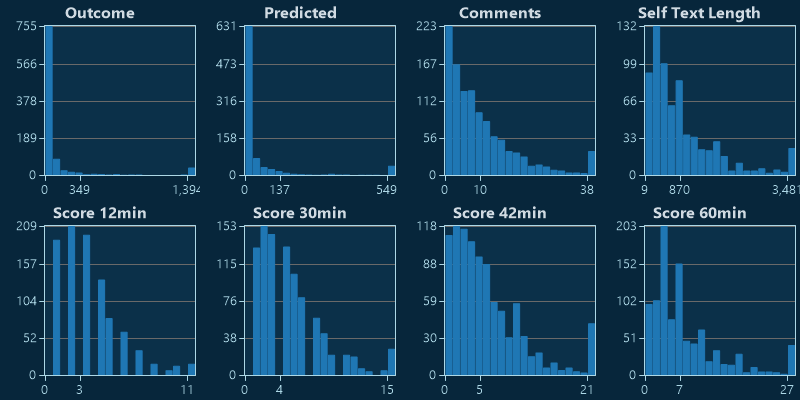 Outcome
755
566
378
189
0
0 349 1,394
Predicted
631
473
316
158
0
0 137 549
Comments
223
167
112
56
0
0 10 38
Self Text Length
132
99
66
33
0
9 870 3,481
Score 12min
209
157
104
52
0
0 3 11
Score 30min
153
115
76
38
0
0 4 15
Score 42min
118
88
59
30
0
0 5 21
Score 60min
203
152
102
51
0
0 7 27